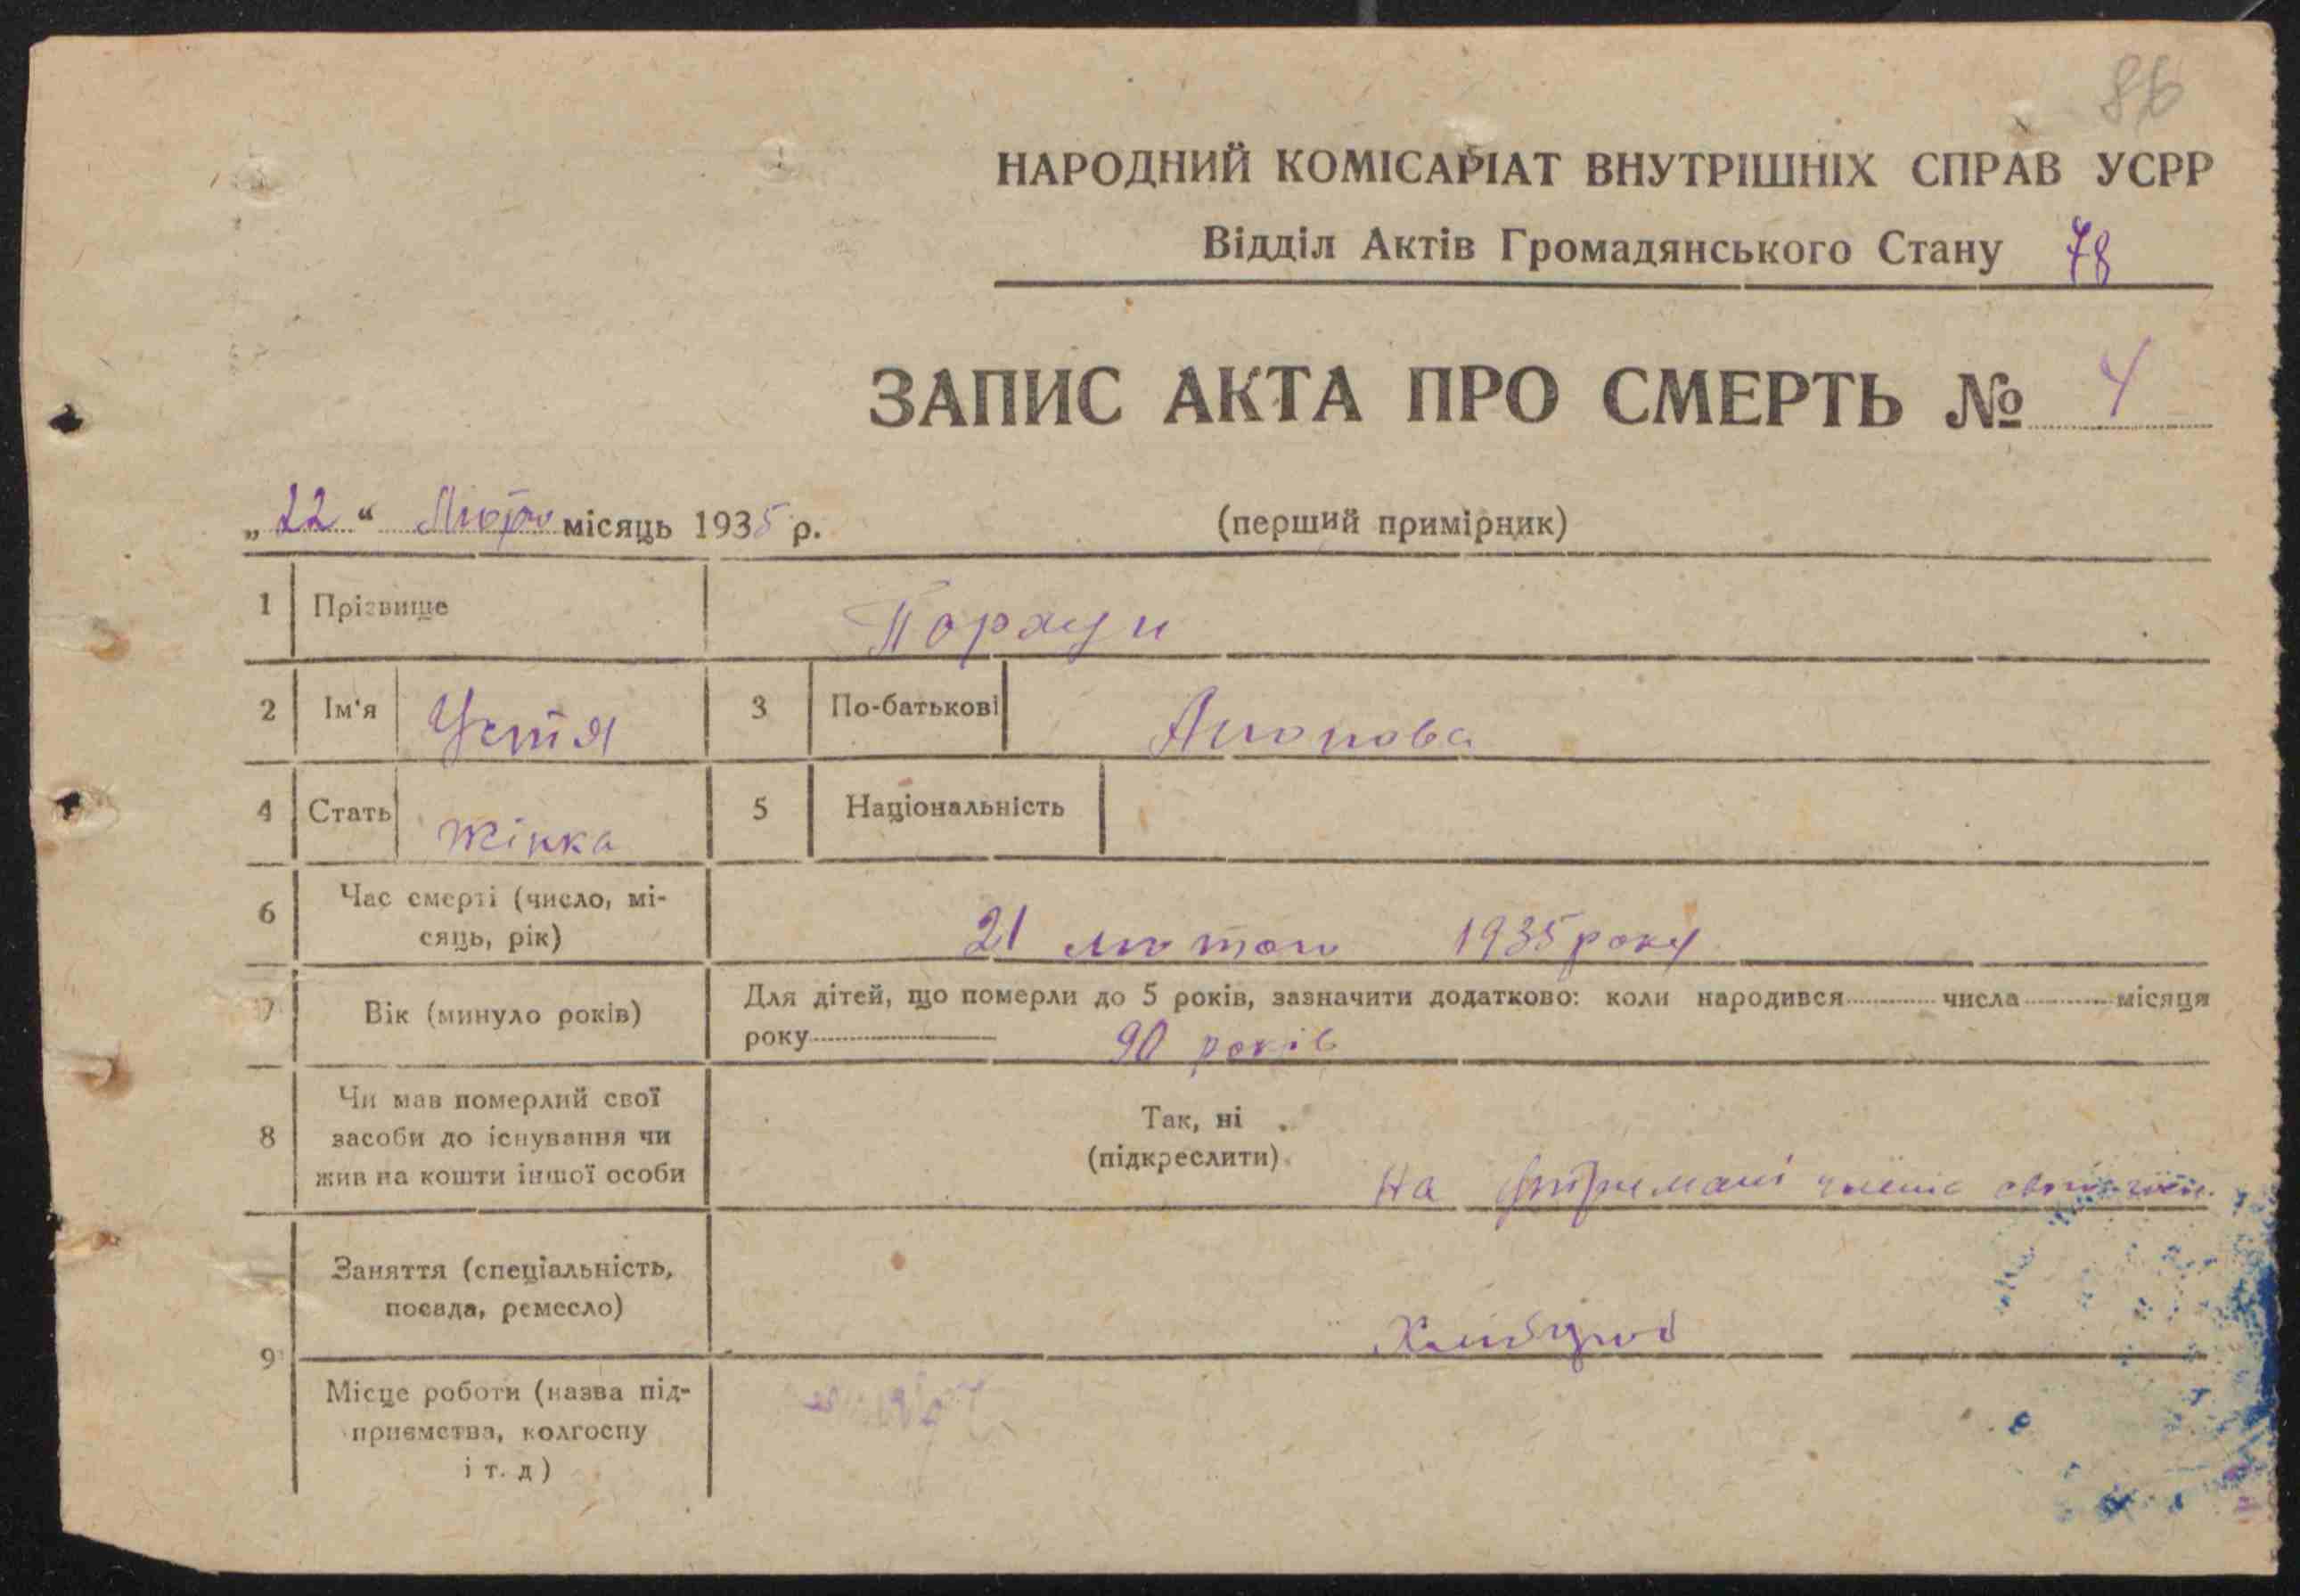 86
НАРОДНИЙ КОМІСАРІАТ ВНУТРІШНІХ СПРАВ УСРР
Відділ Актів Громадянського Стану 78
ЗАПИС АКТА ПРО СМЕРТЬ № 4
„22“ місяць 1935 р. (перший примірник)
1 Прізвище
2 Ім'я Устя 3 По-батькові
4 Стать жінка 5 Національність
6 Час смерті (число, мі-
сяць, рік) 21 лютого 1935 року
7 Вік (минуло років) Для дітей, що померли до 5 років, зазначити додатково: коли народився числа місяця
року 90 років
8 Чи мав померлий свої
засоби до існування чи
жив на кошти іншої особи
Так, ні
(підкреслити)
на
9 Заняття (спеціальність,
посада, ремесло)
Місце роботи (назва під-
приємства, колгоспу
і т. д)